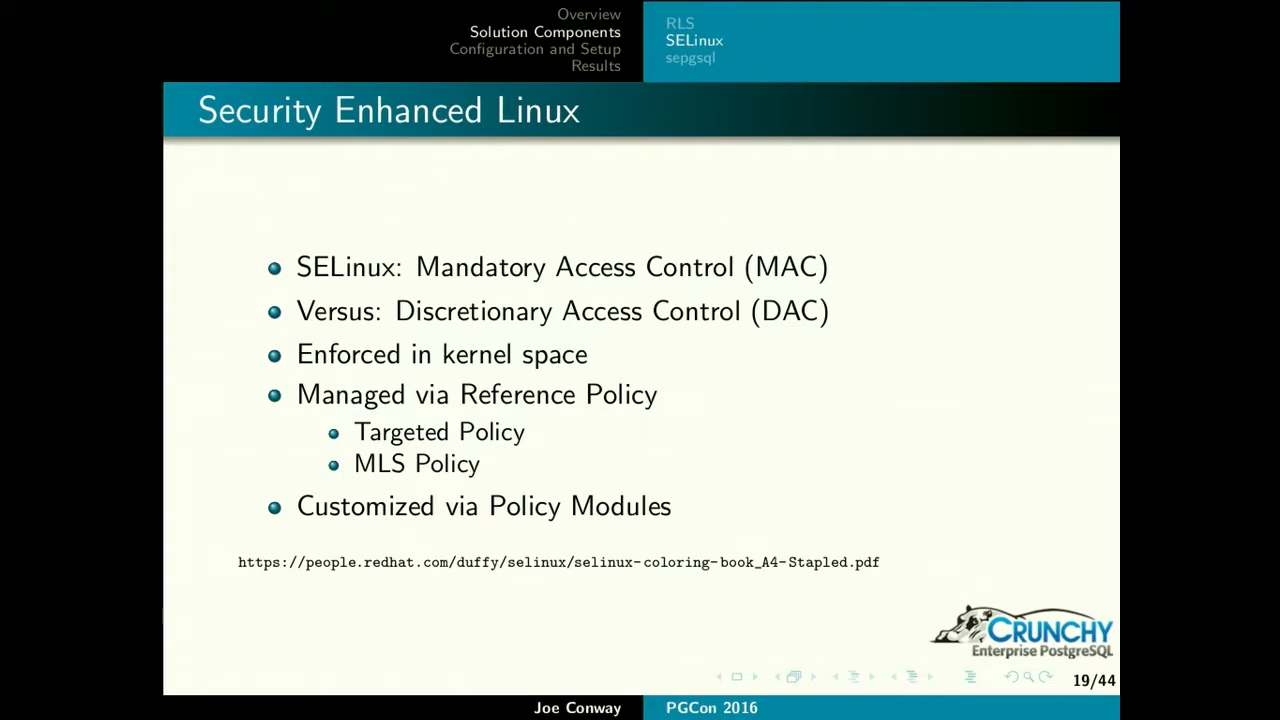 Overview
Solution Components
Configuration and Setup
Results
RLS
SELinux
sepgsql
Security Enhanced Linux
SELinux: Mandatory Access Control (MAC)
Versus: Discretionary Access Control (DAC)
Enforced in kernel space
Managed via Reference Policy
Targeted Policy
MLS Policy
Customized via Policy Modules
https://people.redhat.com/duffy/selinux/selinux-coloring-book_A4-Stapled.pdf
CRUNCHY
Enterprise PostgreSQL
19/44
Joe Conway
PGCon 2016